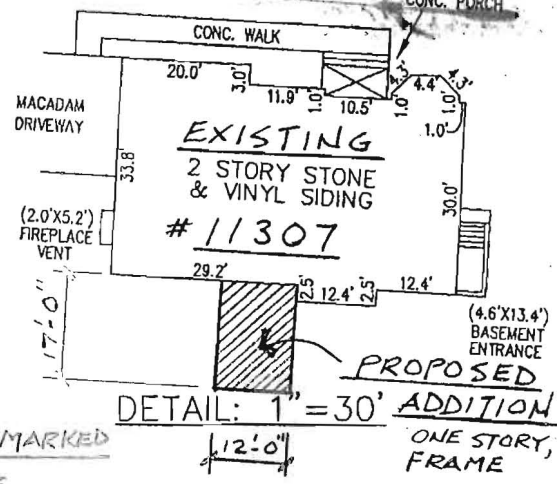 CONC. PORCH
CONC. WALK
20.0'
3.0'
11.9'
1.0'
10.5'
4.3'
1.0'
4.4'
4.3'
1.0'
1.0'
MACADAM
DRIVEWAY
33.8'
EXISTING
2 STORY STONE
& VINYL SIDING
# 11307
30.0'
(2.0'X5.2')
FIREPLACE
VENT
29.2'
2.5'
12.4'
2.5'
12.4'
(4.6'X13.4')
BASEMENT
ENTRANCE
17'-0"
PROPOSED
ADDITION
ONE STORY,
FRAME
DETAIL: 1"=30'
MARKED
12'-0"